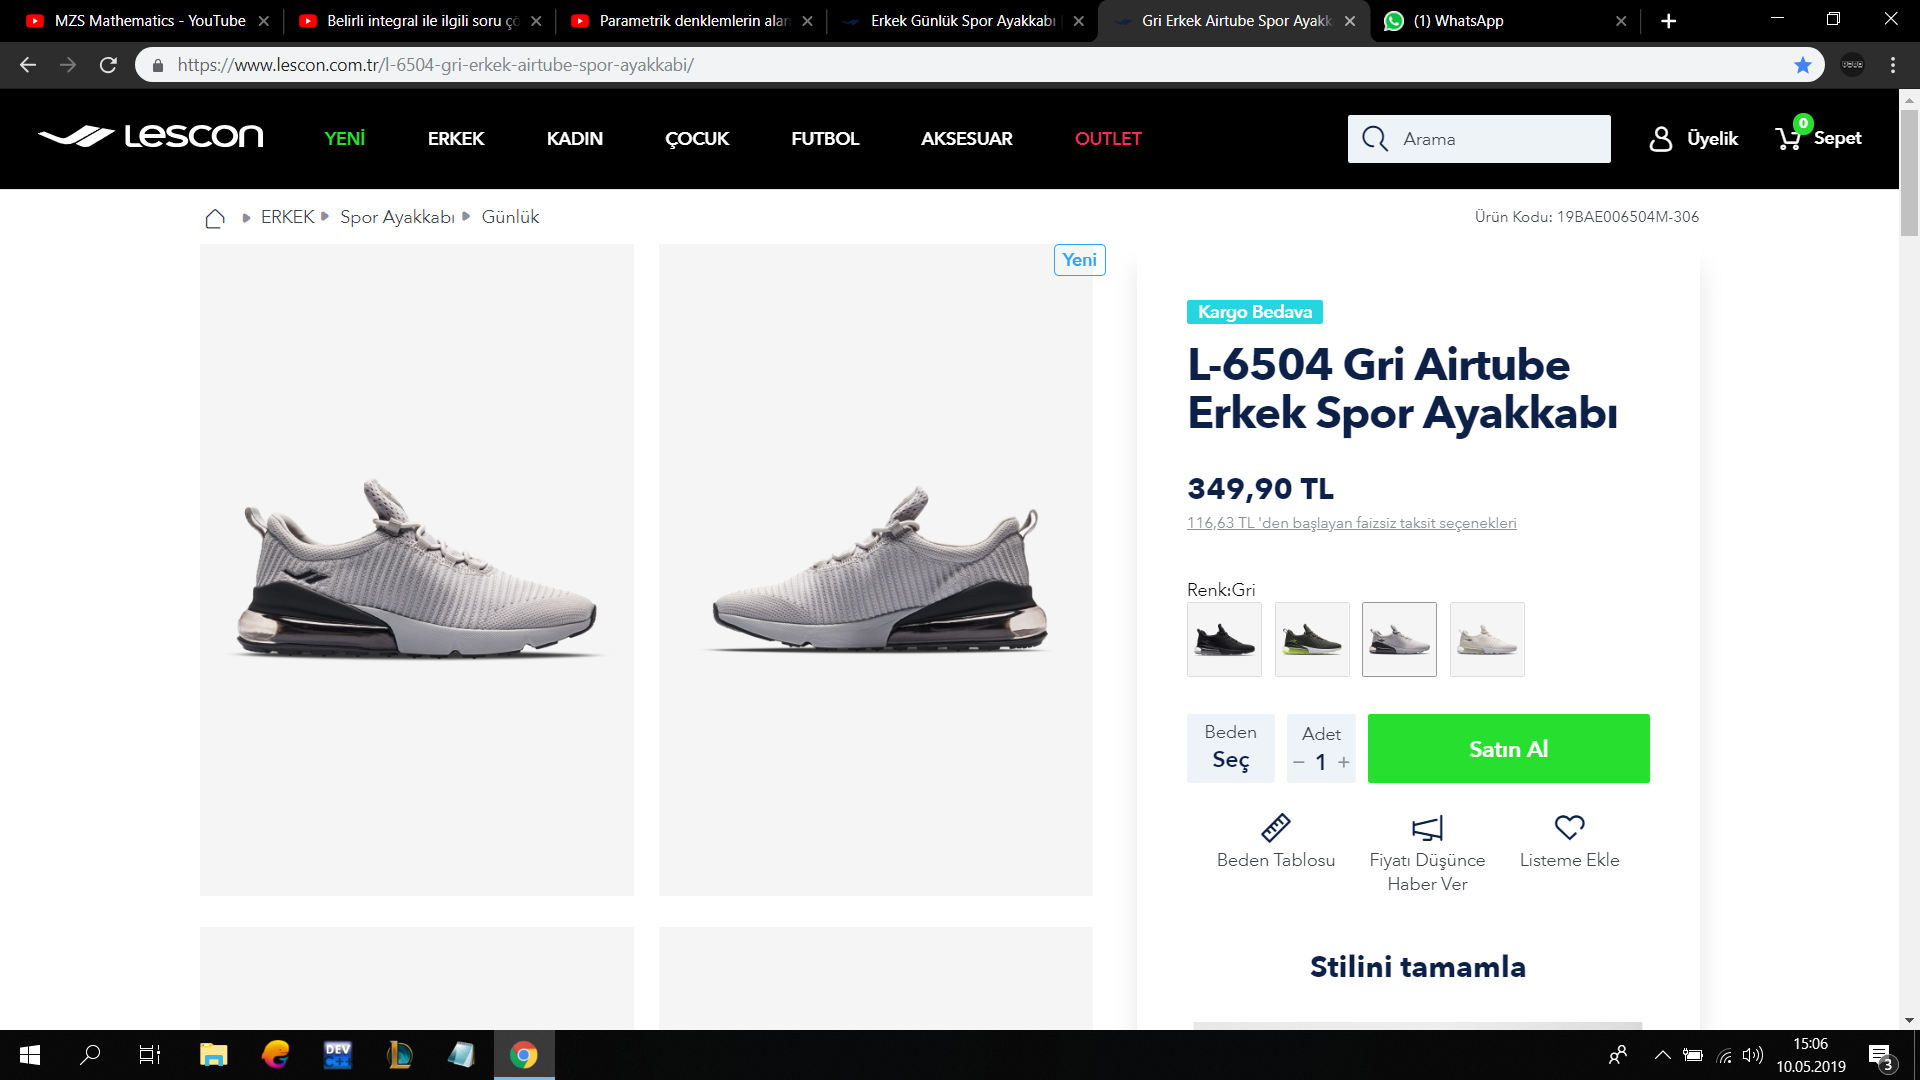 MZS Mathematics - YouTube
Belirli integral ile ilgili soru çö
Parametrik denklemlerin alan
Erkek Günlük Spor Ayakkabı
Gri Erkek Airtube Spor Ayakk
(1) WhatsApp
https://www.lescon.com.tr/l-6504-gri-erkek-airtube-spor-ayakkabi/
Lescon
YENİ
ERKEK
KADIN
ÇOCUK
FUTBOL
AKSESUAR
OUTLET
Arama
Üyelik
0
Sepet
ERKEK
Spor Ayakkabı
Günlük
Ürün Kodu: 19BAE006504M-306
Yeni
Kargo Bedava
L-6504 Gri Airtube
Erkek Spor Ayakkabı
349,90 TL
116,63 TL 'den başlayan faizsiz taksit seçenekleri
Renk:Gri
Beden
Seç
Adet
− 1 +
Satın Al
Beden Tablosu
Fiyatı Düşünce
Haber Ver
Listeme Ekle
Stilini tamamla
DEV
C++
15:06
10.05.2019
3